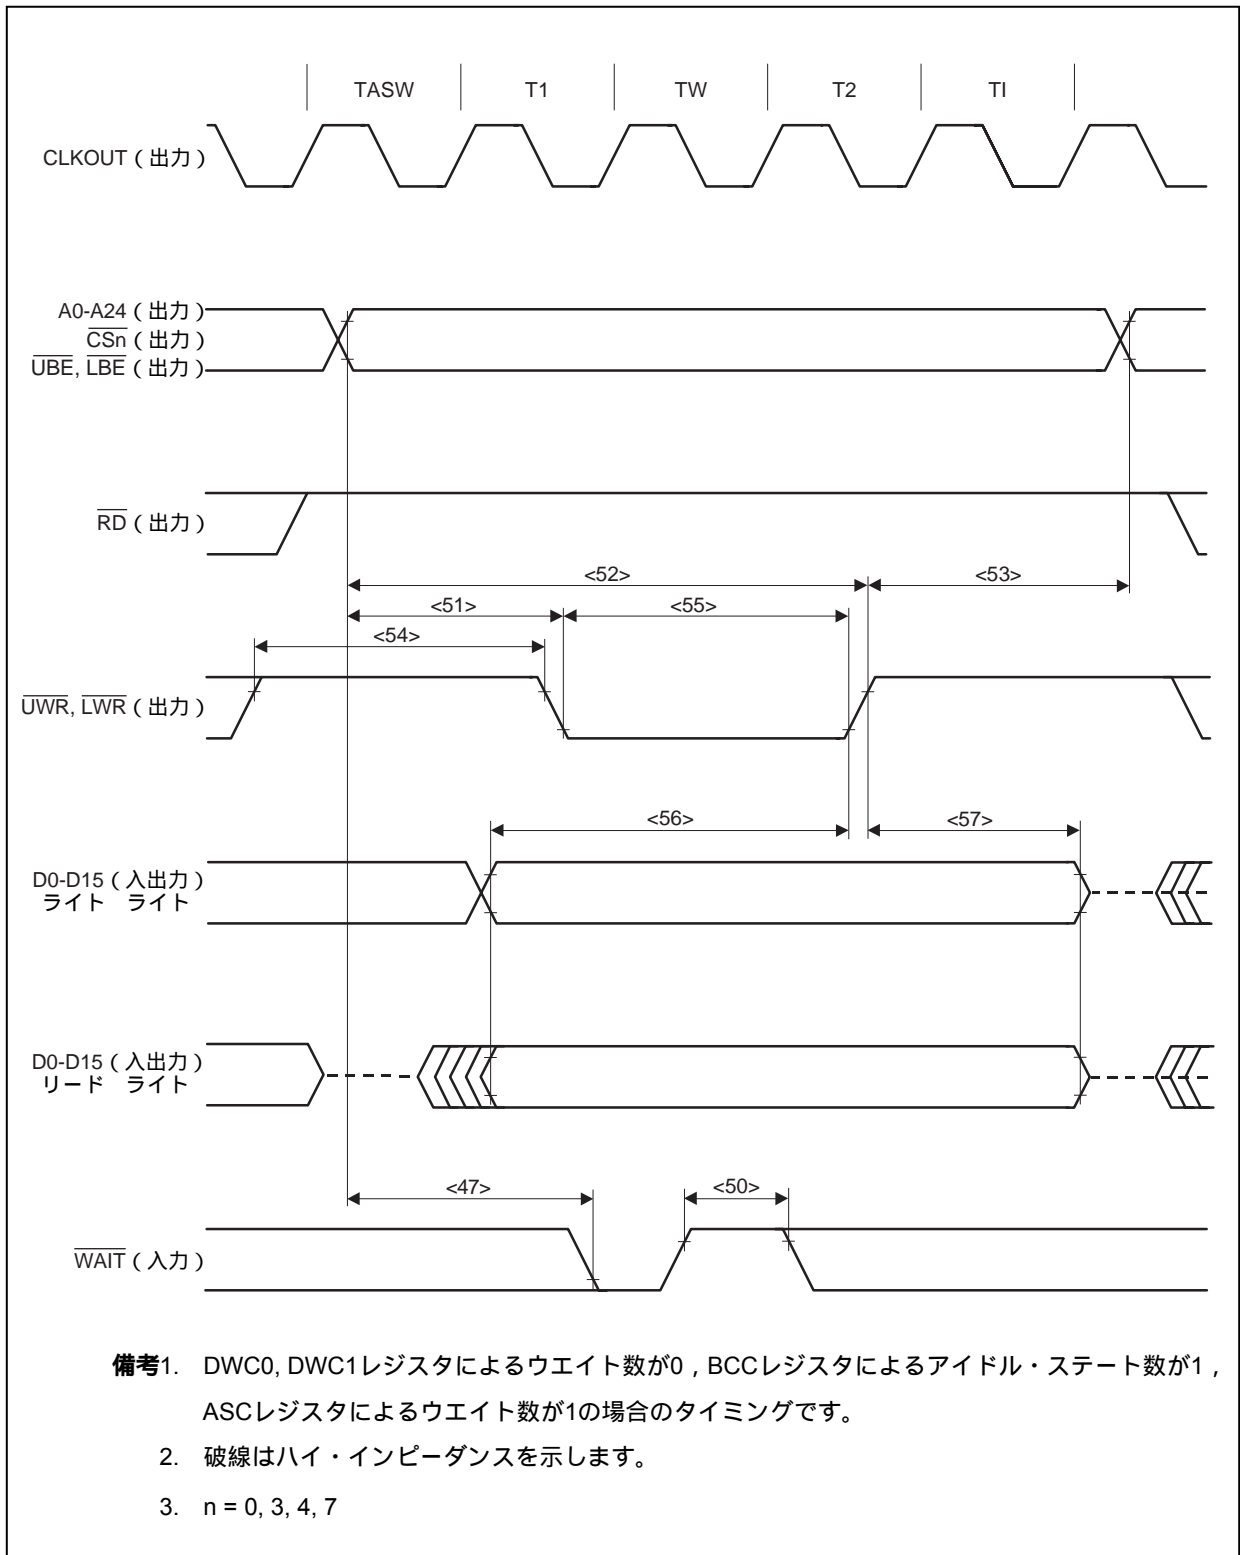 TASW T1 TW T2 TI
CLKOUT（出力）
A0-A24（出力）
CSn（出力）
UBE, LBE（出力）
RD（出力）
<52> <53>
<51> <55>
<54>
UWR, LWR（出力）
<56> <57>
D0-D15（入出力）
ライト ライト
D0-D15（入出力）
リード ライト
<47> <50>
WAIT（入力）
備考1. DWC0, DWC1レジスタによるウエイト数が0，BCCレジスタによるアイドル・ステート数が1，
ASCレジスタによるウエイト数が1の場合のタイミングです。
2. 破線はハイ・インピーダンスを示します。
3. n = 0, 3, 4, 7